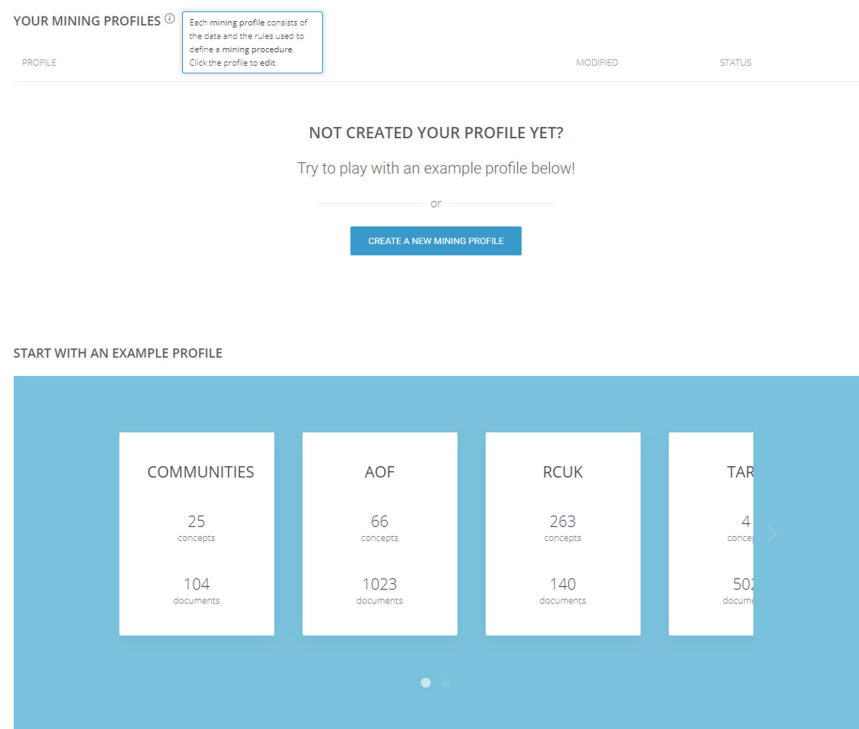 YOUR MINING PROFILES
Each mining profile consists of
the data and the rules used to
define a mining procedure.
Click the profile to edit.
PROFILE
MODIFIED
STATUS
NOT CREATED YOUR PROFILE YET?
Try to play with an example profile below!
or
CREATE A NEW MINING PROFILE
START WITH AN EXAMPLE PROFILE
COMMUNITIES
25
concepts
104
documents
AOF
66
concepts
1023
documents
RCUK
263
concepts
140
documents
TAR
4
502